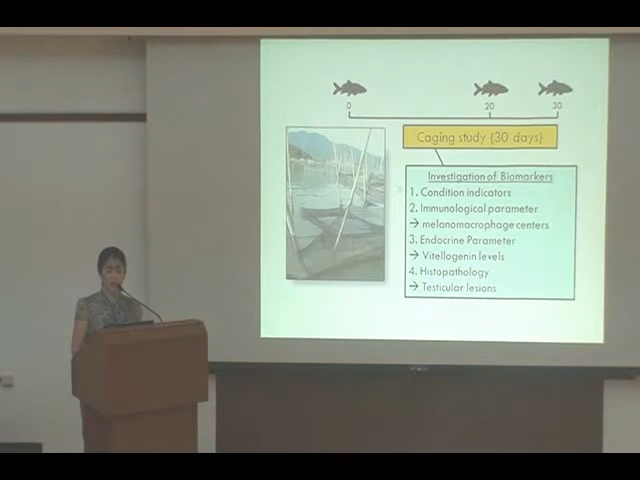 0 20 30
Caging study (30 days)
Investigation of Biomarkers
1. Condition indicators
2. Immunological parameter
→ melanomacrophage centers
3. Endocrine Parameter
→ Vitellogenin levels
4. Histopathology
→ Testicular lesions